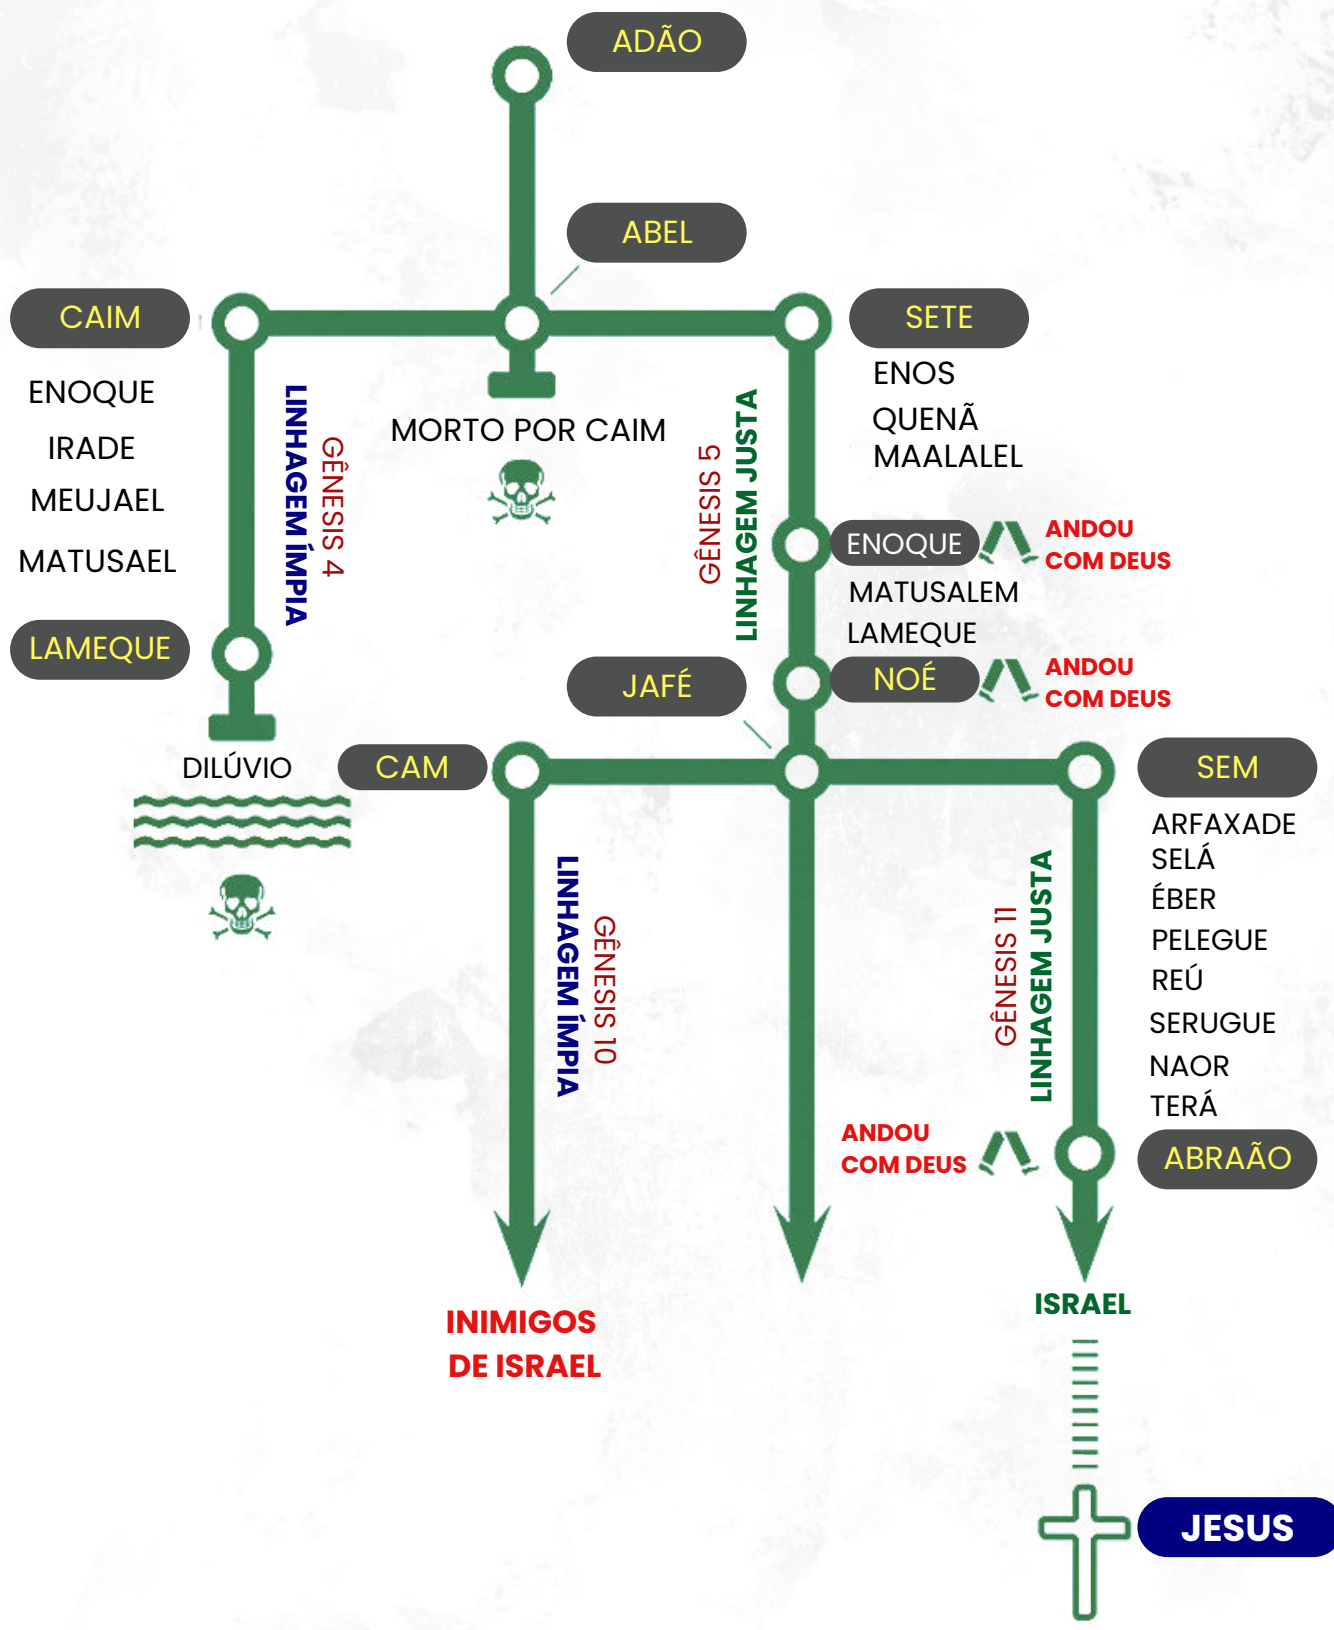 ADÃO
ABEL
CAIM
SETE
ENOQUE
IRADE
MEUJAEL
MATUSAEL
LAMEQUE
LINHAGEM ÍMPIA
GÊNESIS 4
DILÚVIO
MORTO POR CAIM
GÊNESIS 5
LINHAGEM JUSTA
ENOS
QUENÃ
MAALALEL
ENOQUE
ANDOU
COM DEUS
MATUSALEM
LAMEQUE
NOÉ
ANDOU
COM DEUS
JAFÉ
CAM
SEM
LINHAGEM ÍMPIA
GÊNESIS 10
INIMIGOS
DE ISRAEL
GÊNESIS 11
LINHAGEM JUSTA
ARFAXADE
SELÁ
ÉBER
PELEGUE
REÚ
SERUGUE
NAOR
TERÁ
ANDOU
COM DEUS
ABRAÃO
ISRAEL
JESUS